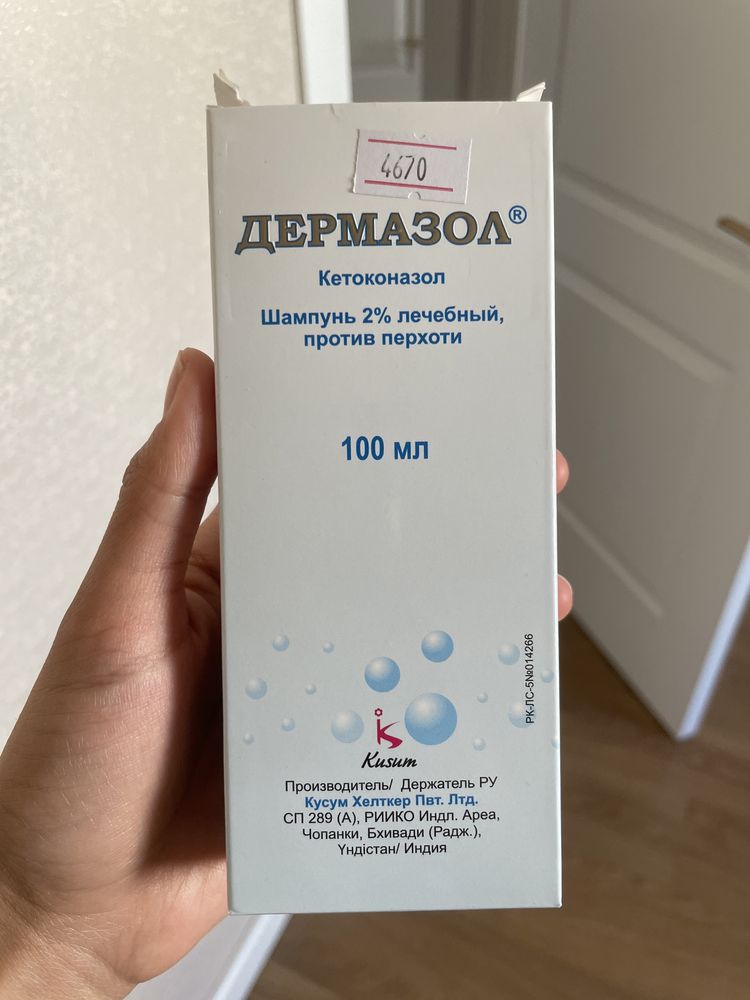 4670
ДЕРМАЗОЛ®
Кетоконазол
Шампунь 2% лечебный,
против перхоти
100 мл
РК-ЛС-5№014266
Kusum
Производитель/ Держатель РУ
Кусум Хелткер Пвт. Лтд.
СП 289 (А), РИИКО Индл. Ареа,
Чопанки, Бхивади (Радж.),
Үндістан/ Индия